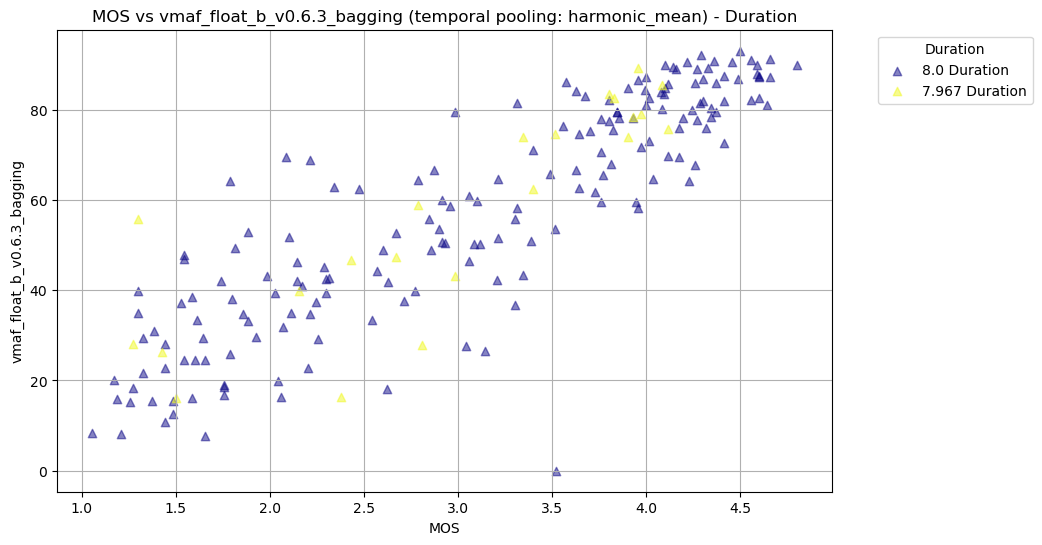 MOS vs vmaf_float_b_v0.6.3_bagging (temporal pooling: harmonic_mean) - Duration
Duration
8.0 Duration
7.967 Duration
vmaf_float_b_v0.6.3_bagging
80
60
40
20
0
1.0 1.5 2.0 2.5 3.0 3.5 4.0 4.5
MOS